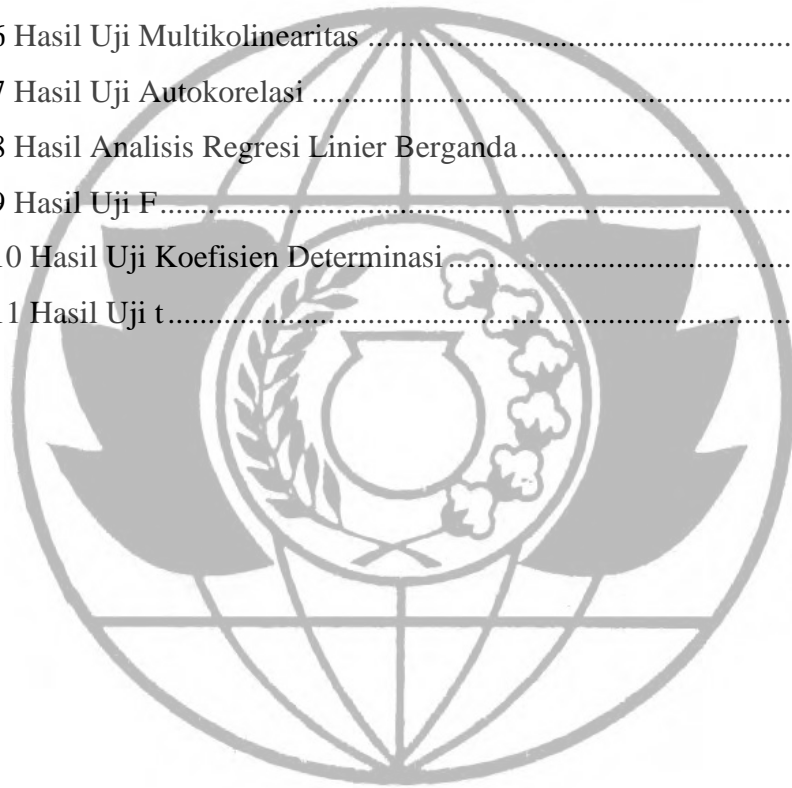 6 Hasil Uji Multikolinearitas ........................................................
7 Hasil Uji Autokorelasi ................................................................
8 Hasil Analisis Regresi Linier Berganda ....................................
9 Hasil Uji F ....................................................................................
10 Hasil Uji Koefisien Determinasi ..............................................
11 Hasil Uji t ...................................................................................